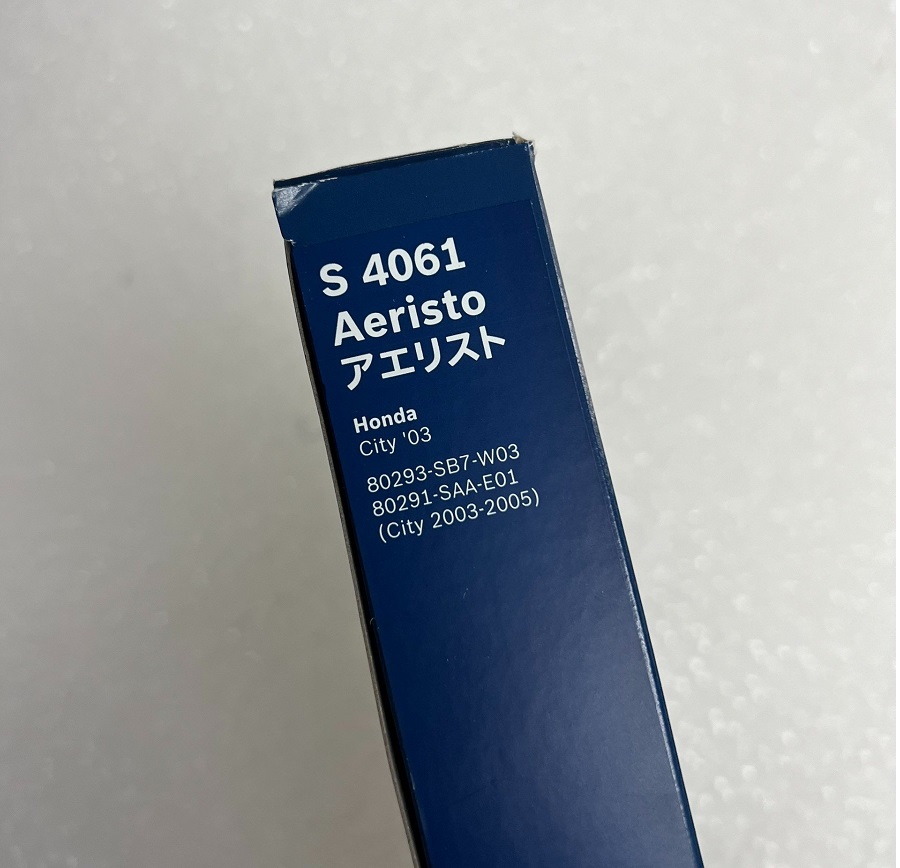 S 4061
Aeristo
アエリスト
Honda
City '03
80293-SB7-W03
80291-SAA-E01
(City 2003-2005)